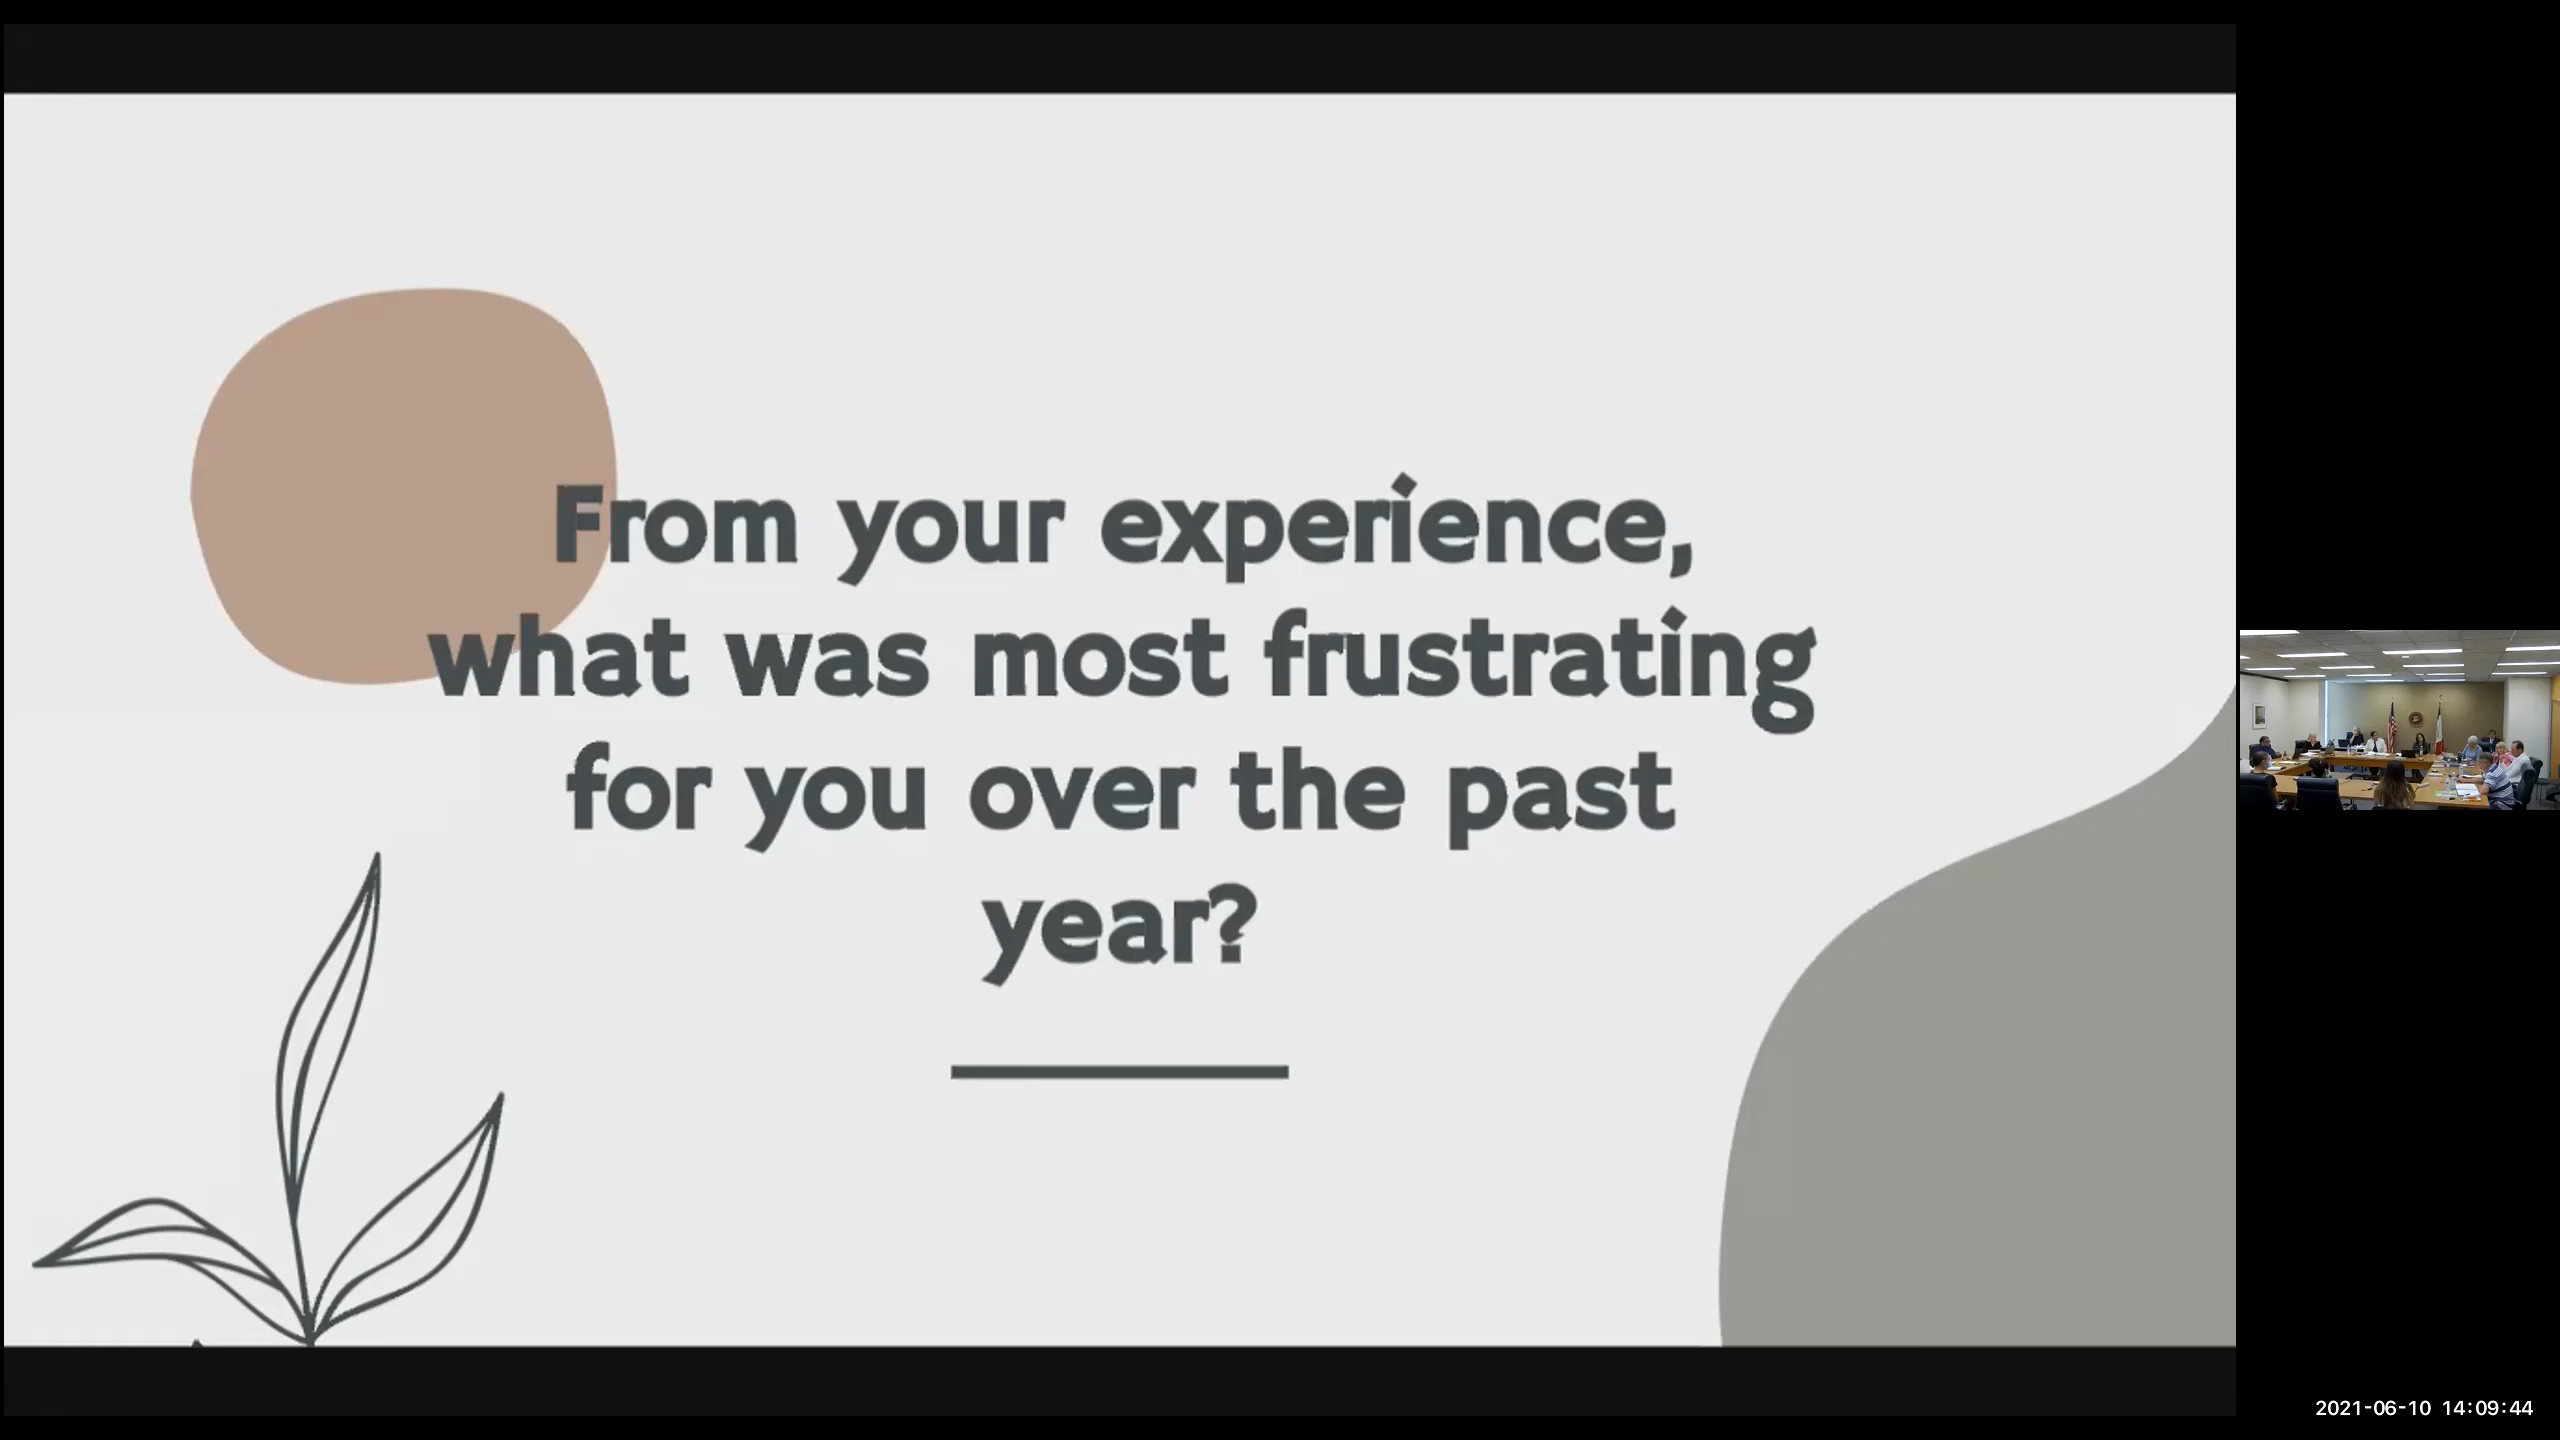 From your experience,
what was most frustrating
for you over the past
year?
2021-06-10 14:09:44